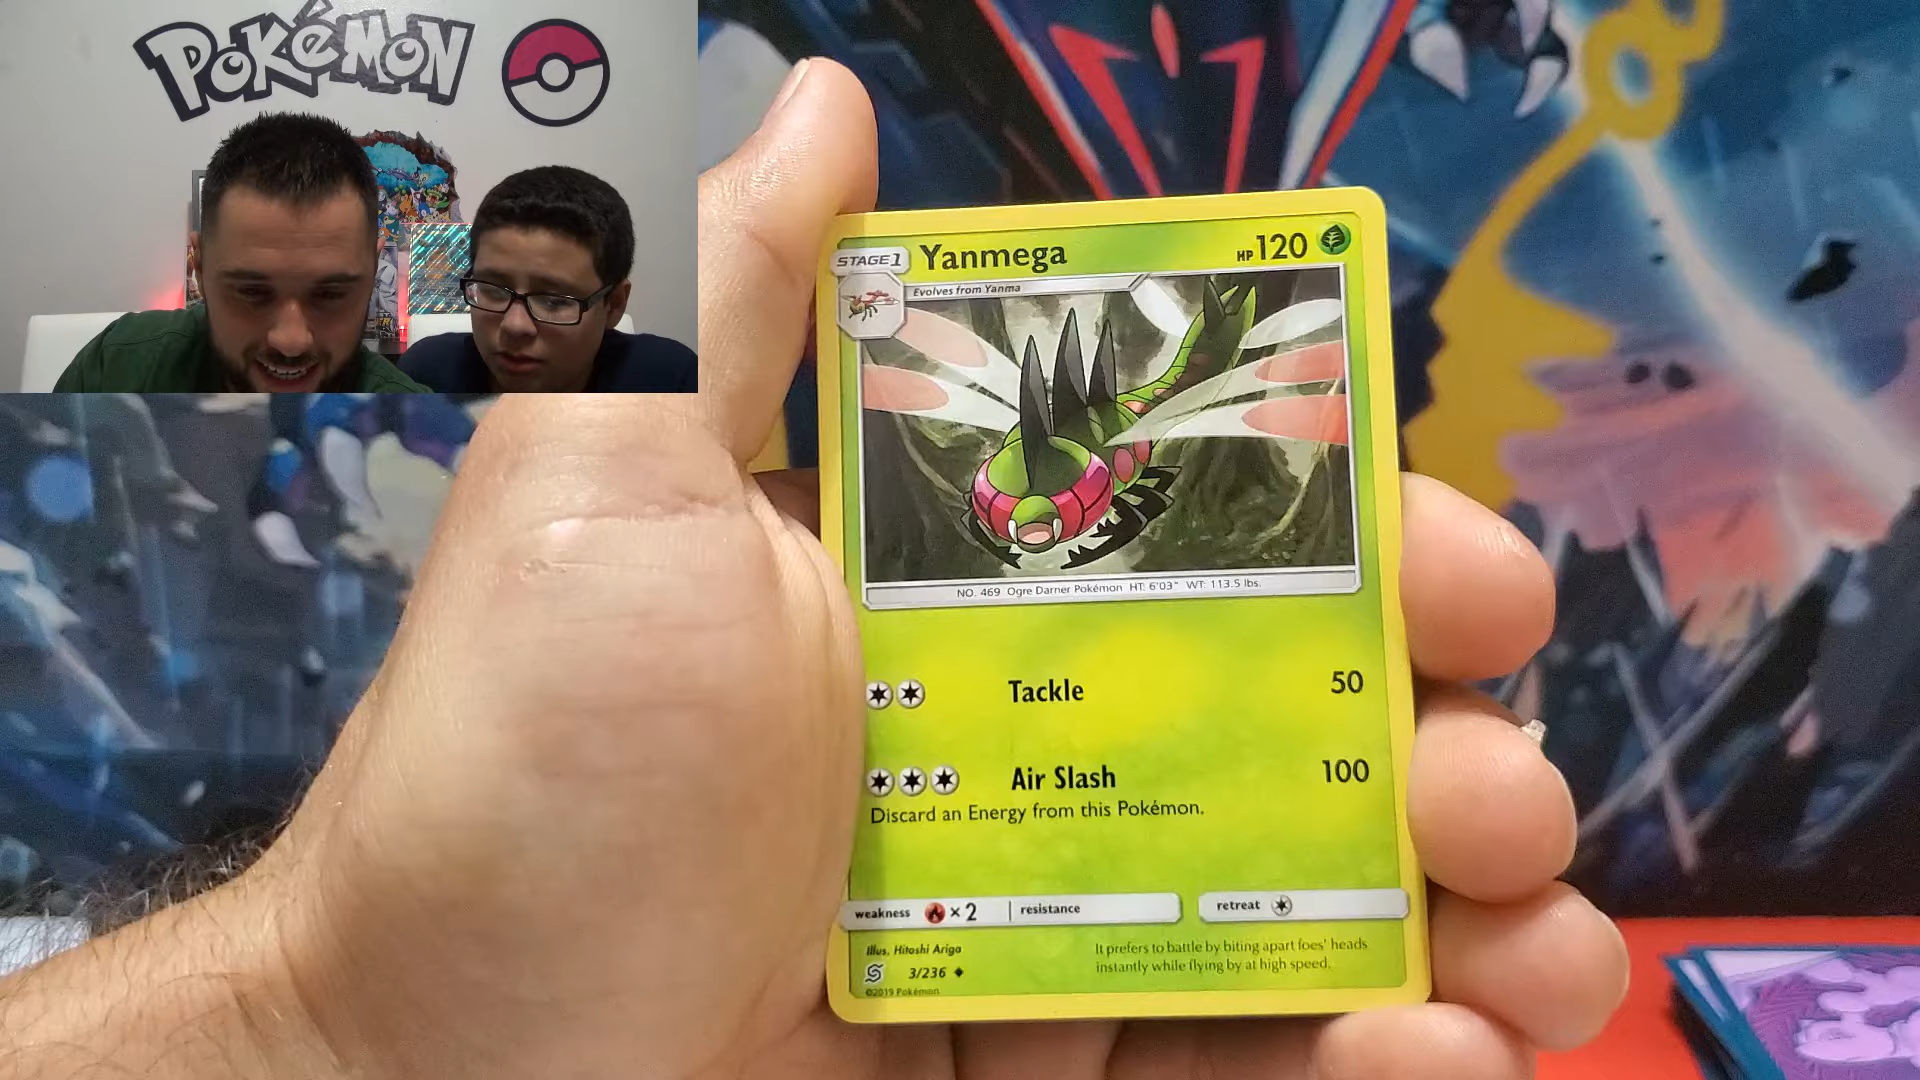 POKéMON
STAGE1 Yanmega HP120
Evolves from Yanma
NO. 469 Ogre Darner Pokémon HT: 6'03" WT: 113.5 lbs.
Tackle 50
Air Slash 100
Discard an Energy from this Pokémon.
weakness ×2 resistance retreat
Illus. Hitoshi Ariga
3/236
©2019 Pokémon
It prefers to battle by biting apart foes' heads
instantly while flying by at high speed.